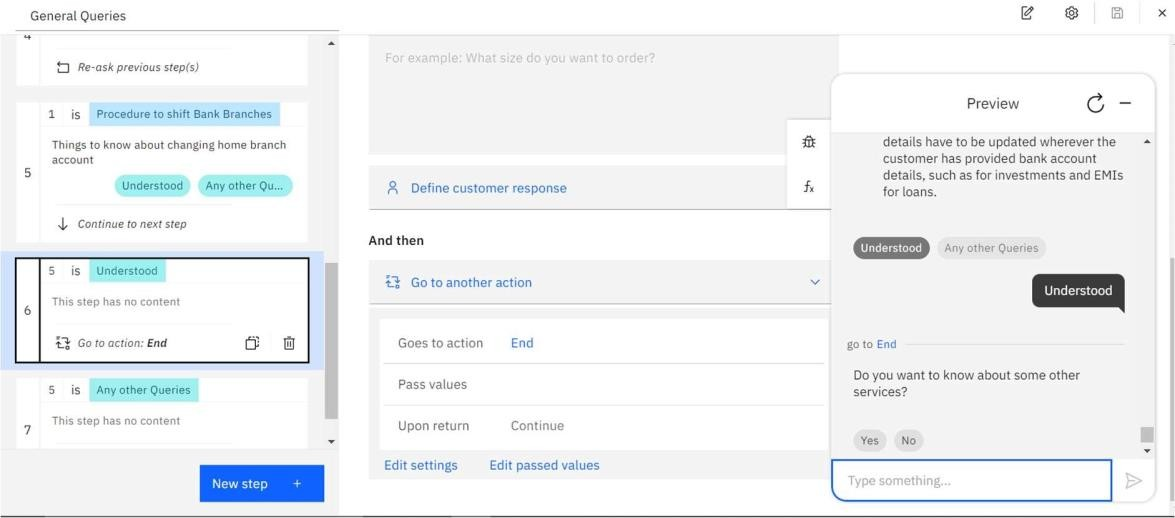 General Queries
4
Re-ask previous step(s)
1 is Procedure to shift Bank Branches
Things to know about changing home branch
account
5
Understood Any other Qu...
Continue to next step
5 is Understood
This step has no content
6
Go to action: End
5 is Any other Queries
This step has no content
7
New step +
For example: What size do you want to order?
Define customer response
And then
Go to another action
Goes to action End
Pass values
Upon return Continue
Edit settings Edit passed values
fx
Preview
details have to be updated wherever the
customer has provided bank account
details, such as for investments and EMIs
for loans.
Understood Any other Queries
Understood
go to End
Do you want to know about some other
services?
Yes No
Type something...